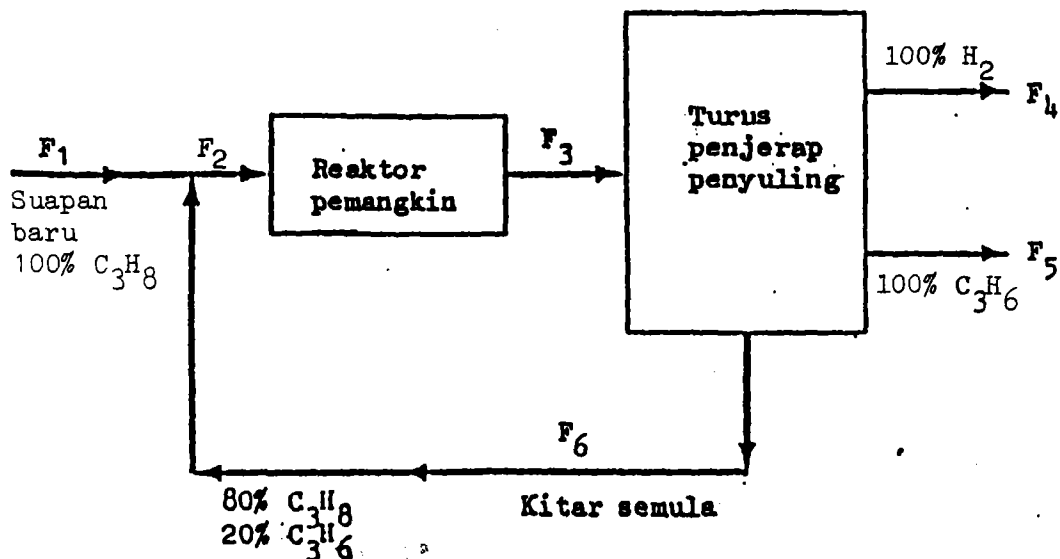 100% H2
F4
F1
F2
F3
Reaktor
pemangkin
Turus
penjerap
penyuling
Suapan
baru
100% C3H8
F5
100% C3H6
F6
80% C3H8
20% C3H6
Kitar semula